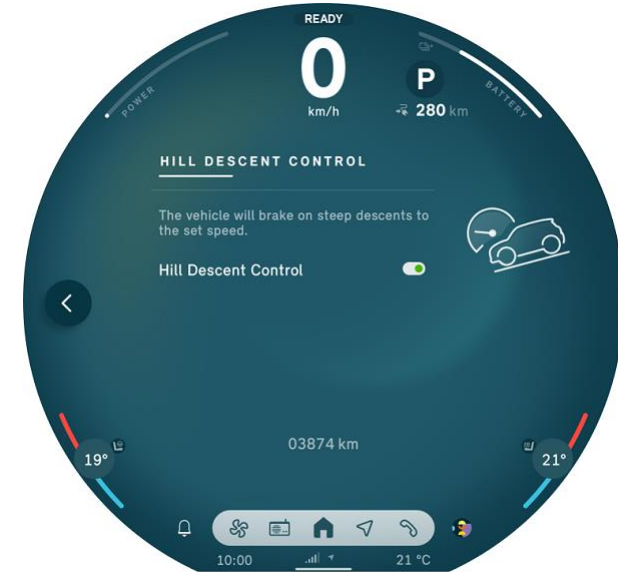 READY
0
km/h
P
280 km
POWER
BATTERY
HILL DESCENT CONTROL
The vehicle will brake on steep descents to
the set speed.
Hill Descent Control
03874 km
19°
21°
10:00
21 °C